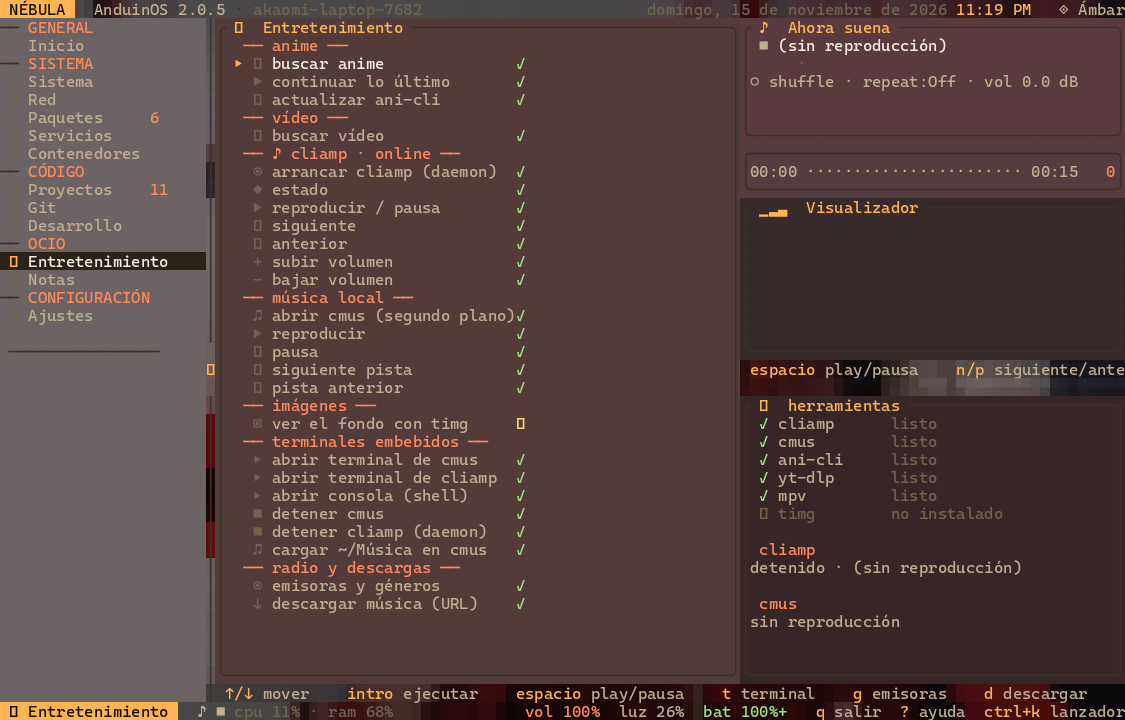 NÉBULA AnduinOS 2.0.5 · akaomi-laptop-7682 domingo, 15 de noviembre de 2026 11:19 PM ◈ Ámbar
GENERAL
Inicio
SISTEMA
Sistema
Red
Paquetes 6
Servicios
Contenedores
CÓDIGO
Proyectos 11
Git
Desarrollo
OCIO
Entretenimiento
Notas
CONFIGURACIÓN
Ajustes
Entretenimiento
── anime ──
▸ buscar anime ✓
continuar lo último ✓
actualizar ani-cli ✓
── vídeo ──
buscar vídeo ✓
── ♪ cliamp · online ──
arrancar cliamp (daemon) ✓
estado ✓
reproducir / pausa ✓
siguiente ✓
anterior ✓
+ subir volumen ✓
− bajar volumen ✓
── música local ──
♫ abrir cmus (segundo plano)✓
reproducir ✓
pausa ✓
siguiente pista ✓
pista anterior ✓
── imágenes ──
ver el fondo con timg
── terminales embebidos ──
abrir terminal de cmus ✓
abrir terminal de cliamp ✓
abrir consola (shell) ✓
detener cmus ✓
detener cliamp (daemon) ✓
♫ cargar ~/Música en cmus ✓
── radio y descargas ──
emisoras y géneros ✓
↓ descargar música (URL) ✓
♪ Ahora suena
■ (sin reproducción)
·
○ shuffle · repeat:Off · vol 0.0 dB
00:00 ······················· 00:15 0
▁▂▃ Visualizador
espacio play/pausa n/p siguiente/ante
herramientas
✓ cliamp listo
✓ cmus listo
✓ ani-cli listo
✓ yt-dlp listo
✓ mpv listo
timg no instalado
cliamp
detenido · (sin reproducción)
cmus
sin reproducción
↑/↓ mover intro ejecutar espacio play/pausa t terminal g emisoras d descargar
Entretenimiento ♪ ■ cpu 11% · ram 68% vol 100% luz 26% bat 100%+ q salir ? ayuda ctrl+k lanzador